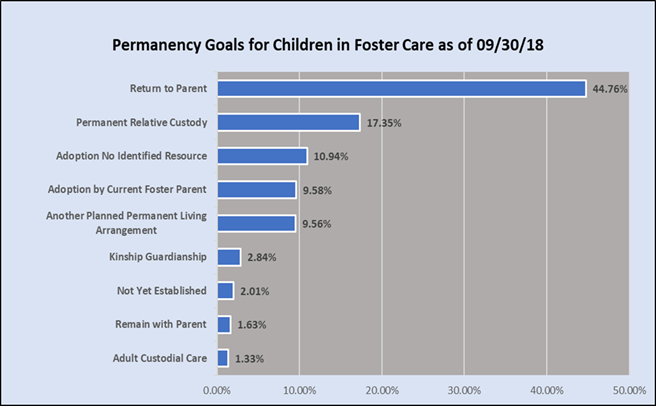 Permanency Goals for Children in Foster Care as of 09/30/18
Return to Parent
44.76%
Permanent Relative Custody
17.35%
Adoption No Identified Resource
10.94%
Adoption by Current Foster Parent
9.58%
Another Planned Permanent Living
Arrangement
9.56%
Kinship Guardianship
2.84%
Not Yet Established
2.01%
Remain with Parent
1.63%
Adult Custodial Care
1.33%
0.00% 10.00% 20.00% 30.00% 40.00% 50.00%